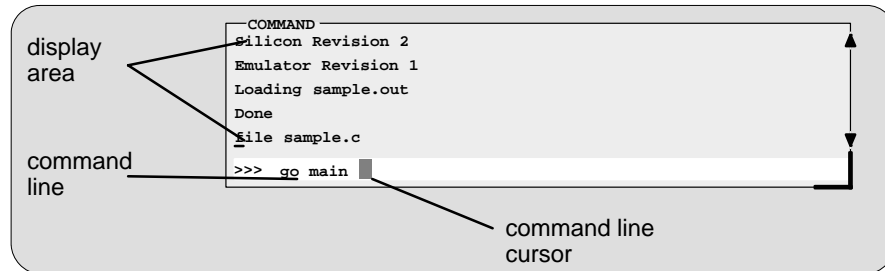 COMMAND
Silicon Revision 2
Emulator Revision 1
Loading sample.out
Done
file sample.c
>>> go main
display
area
command
line
command line
cursor